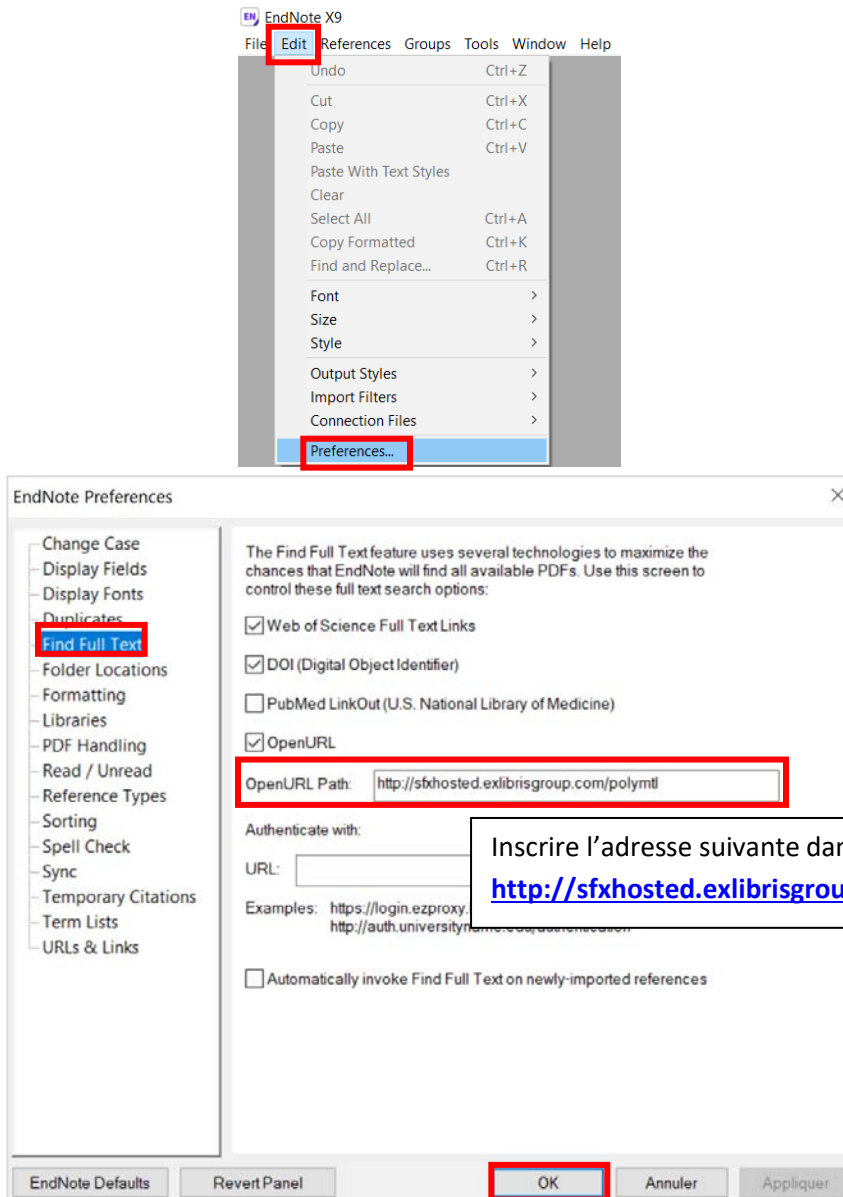 EN EndNote X9
File Edit References Groups Tools Window Help
Undo Ctrl+Z
Cut Ctrl+X
Copy Ctrl+C
Paste Ctrl+V
Paste With Text Styles
Clear
Select All Ctrl+A
Copy Formatted Ctrl+K
Find and Replace... Ctrl+R
Font >
Size >
Style >
Output Styles >
Import Filters >
Connection Files >
Preferences...
EndNote Preferences
Change Case
Display Fields
Display Fonts
Duplicates
Find Full Text
Folder Locations
Formatting
Libraries
PDF Handling
Read / Unread
Reference Types
Sorting
Spell Check
Sync
Temporary Citations
Term Lists
URLs & Links
The Find Full Text feature uses several technologies to maximize the
chances that EndNote will find all available PDFs. Use this screen to
control these full text search options:
Web of Science Full Text Links
DOI (Digital Object Identifier)
PubMed LinkOut (U.S. National Library of Medicine)
OpenURL
OpenURL Path: http://sfxhosted.exlibrisgroup.com/polymtl
Authenticate with:
URL:
Inscrire l’adresse suivante dan
http://sfxhosted.exlibrisgrou
Examples: https://login.ezproxy.
http://auth.universityname.edu/authentication
Automatically invoke Find Full Text on newly-imported references
EndNote Defaults Revert Panel OK Annuler Appliquer